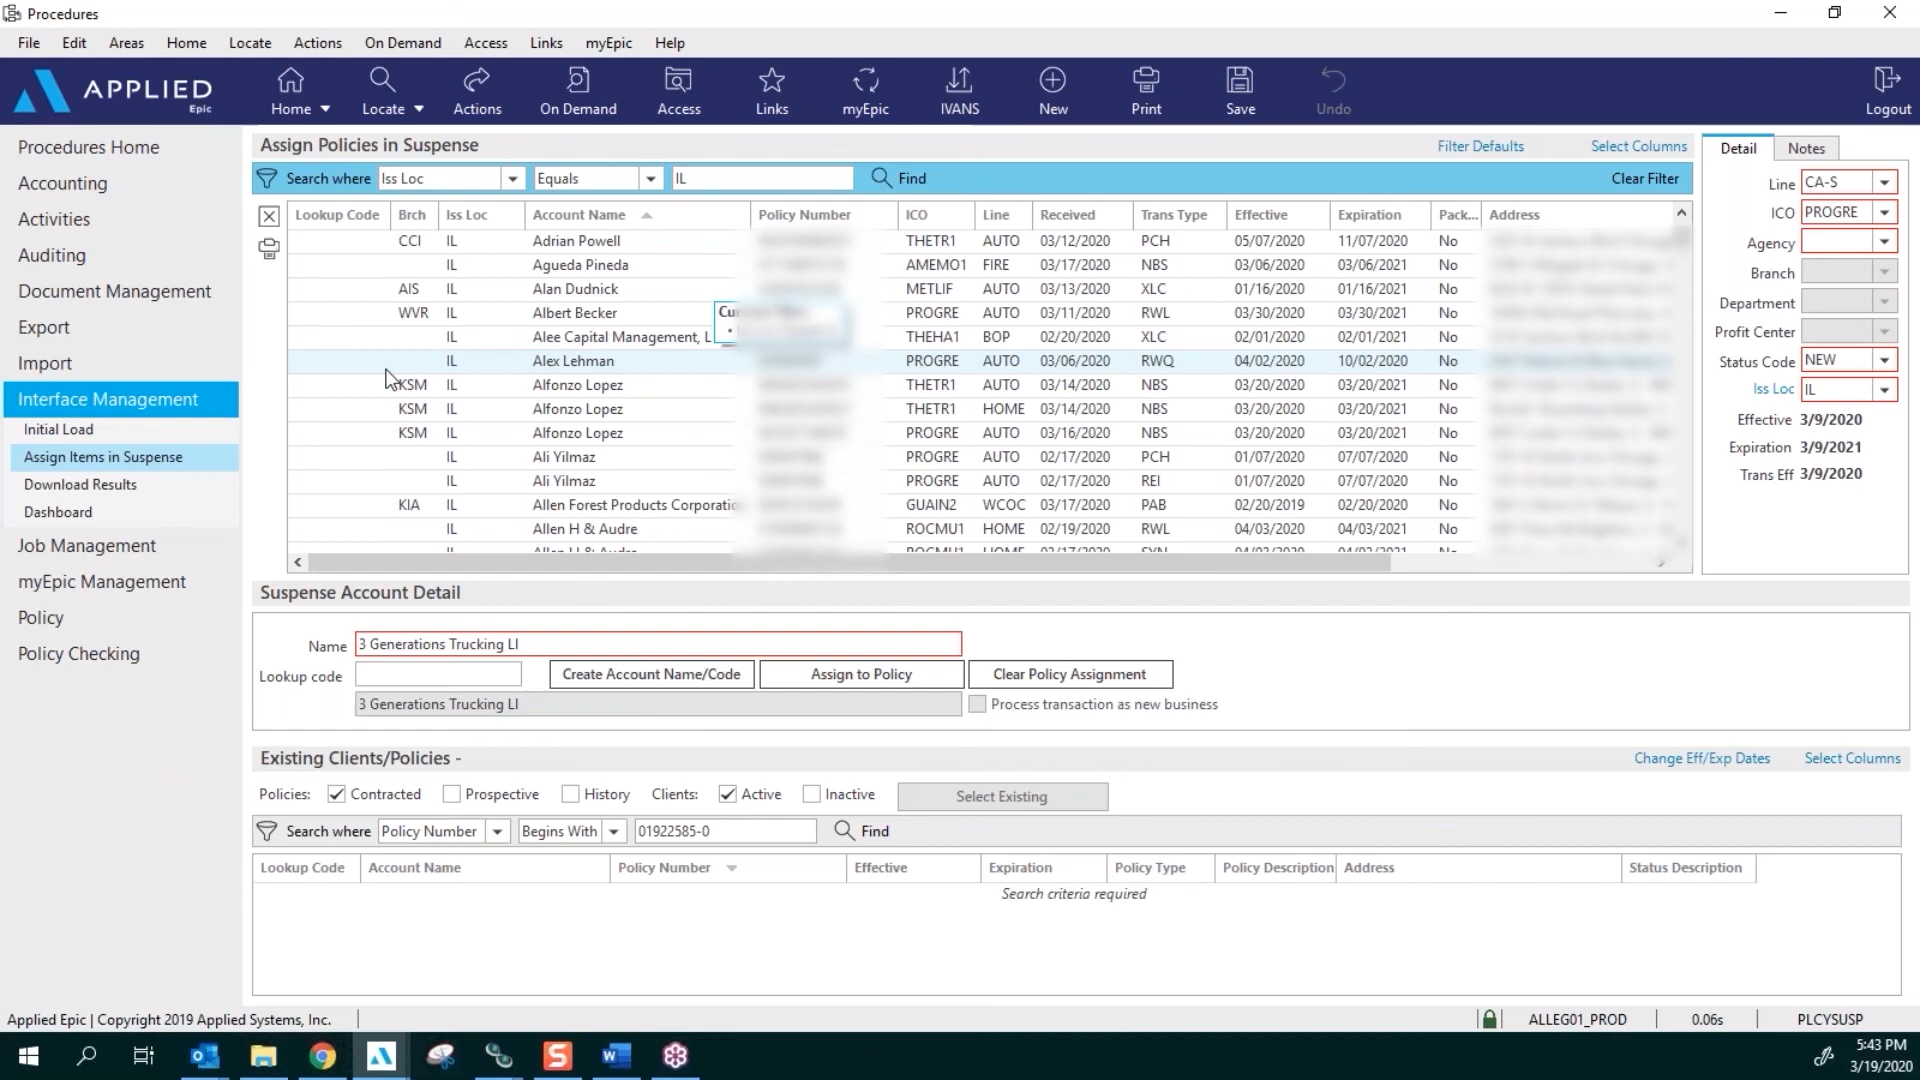 Procedures
File Edit Areas Home Locate Actions On Demand Access Links myEpic Help
APPLIED
Epic
Home Locate Actions On Demand Access Links myEpic IVANS New Print Save Undo Logout
Procedures Home
Accounting
Activities
Auditing
Document Management
Export
Import
Interface Management
Initial Load
Assign Items in Suspense
Download Results
Dashboard
Job Management
myEpic Management
Policy
Policy Checking
Assign Policies in Suspense Filter Defaults Select Columns
Search where Iss Loc Equals IL Find Clear Filter
Lookup Code Brch Iss Loc Account Name Policy Number ICO Line Received Trans Type Effective Expiration Pack... Address
CCI IL Adrian Powell THETR1 AUTO 03/12/2020 PCH 05/07/2020 11/07/2020 No
IL Agueda Pineda AMEMO1 FIRE 03/17/2020 NBS 03/06/2020 03/06/2021 No
AIS IL Alan Dudnick METLIF AUTO 03/13/2020 XLC 01/16/2020 01/16/2021 No
WVR IL Albert Becker PROGRE AUTO 03/11/2020 RWL 03/30/2020 03/30/2021 No
IL Alee Capital Management, L THEHA1 BOP 02/20/2020 XLC 02/01/2020 02/01/2021 No
IL Alex Lehman PROGRE AUTO 03/06/2020 RWQ 04/02/2020 10/02/2020 No
KSM IL Alfonzo Lopez THETR1 AUTO 03/14/2020 NBS 03/20/2020 03/20/2021 No
KSM IL Alfonzo Lopez THETR1 HOME 03/14/2020 NBS 03/20/2020 03/20/2021 No
KSM IL Alfonzo Lopez PROGRE AUTO 03/16/2020 NBS 03/20/2020 03/20/2021 No
IL Ali Yilmaz PROGRE AUTO 02/17/2020 PCH 01/07/2020 07/07/2020 No
IL Ali Yilmaz PROGRE AUTO 02/17/2020 REI 01/07/2020 07/07/2020 No
KIA IL Allen Forest Products Corporatio GUAIN2 WCOC 03/17/2020 PAB 02/20/2019 02/20/2020 No
IL Allen H & Audre ROCMU1 HOME 02/19/2020 RWL 04/03/2020 04/03/2021 No
Detail Notes
Line CA-S
ICO PROGRE
Agency
Branch
Department
Profit Center
Status Code NEW
Iss Loc IL
Effective 3/9/2020
Expiration 3/9/2021
Trans Eff 3/9/2020
Suspense Account Detail
Name 3 Generations Trucking Ll
Lookup code Create Account Name/Code Assign to Policy Clear Policy Assignment
3 Generations Trucking Ll Process transaction as new business
Existing Clients/Policies - Change Eff/Exp Dates Select Columns
Policies: Contracted Prospective History Clients: Active Inactive Select Existing
Search where Policy Number Begins With 01922585-0 Find
Lookup Code Account Name Policy Number Effective Expiration Policy Type Policy Description Address Status Description
Search criteria required
Applied Epic | Copyright 2019 Applied Systems, Inc. ALLEG01_PROD 0.06s PLCYSUSP
5:43 PM
3/19/2020